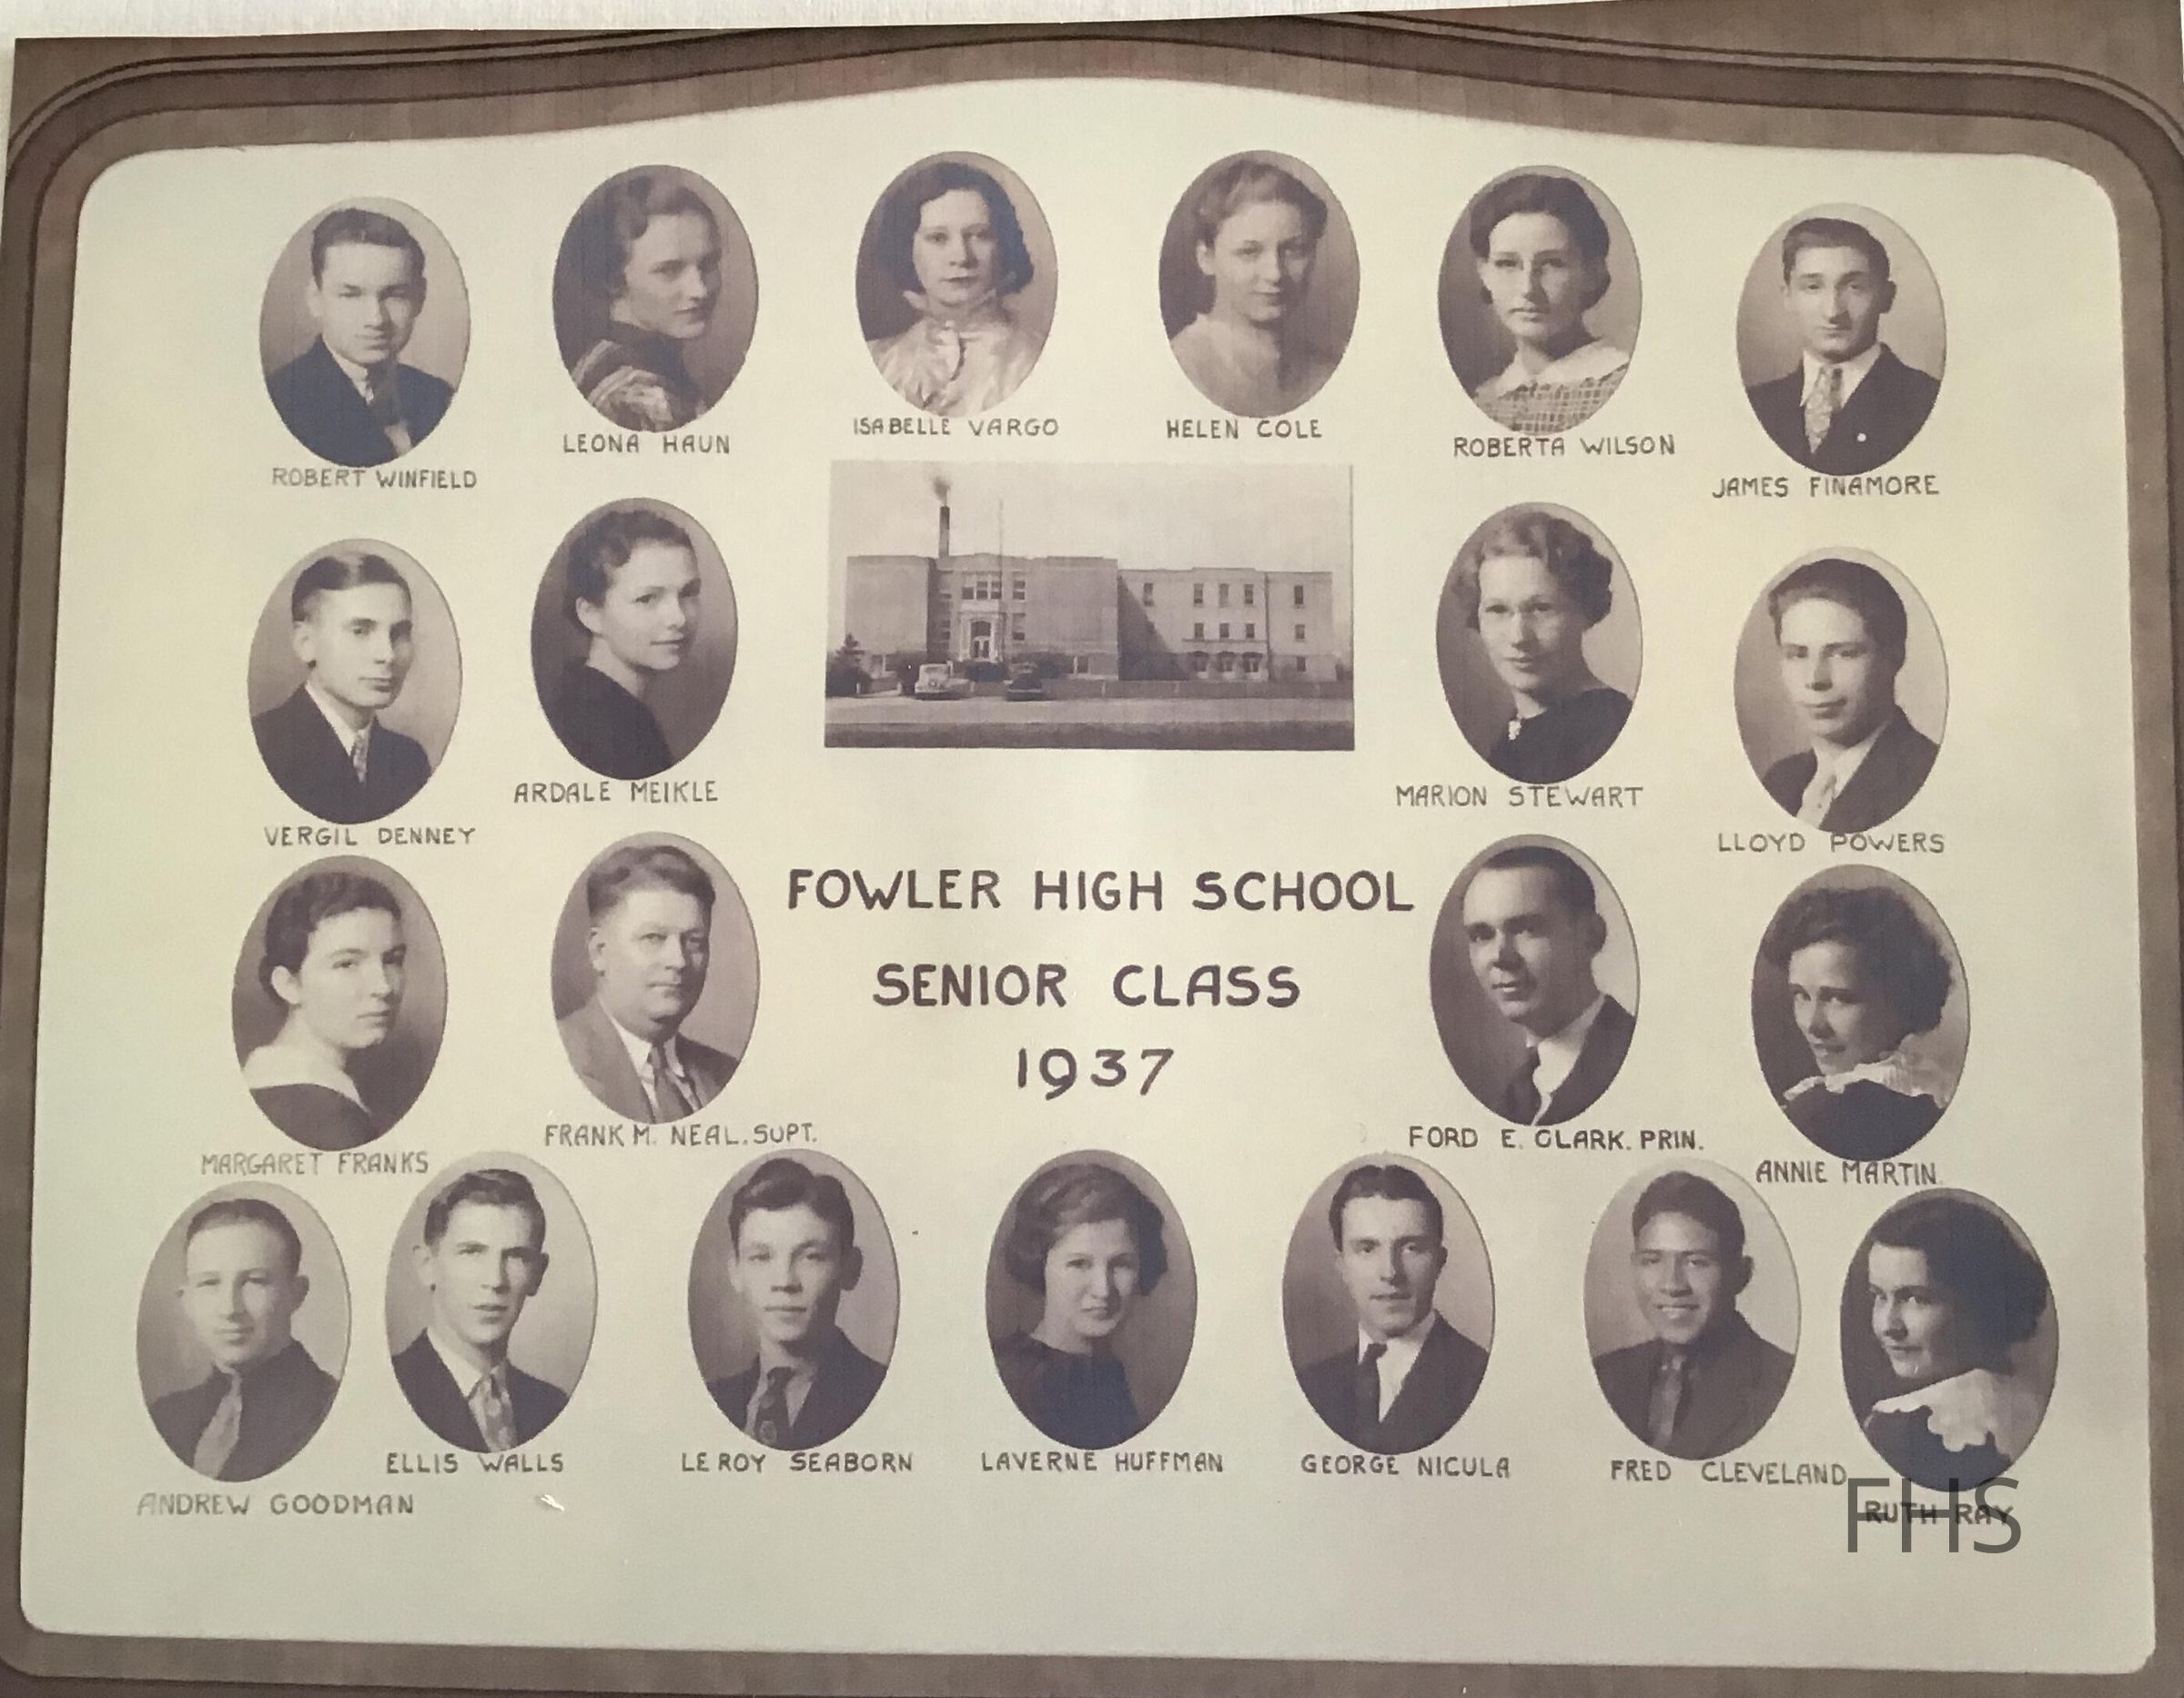 ROBERT WINFIELD
LEONA HAUN
ISABELLE VARGO
HELEN COLE
ROBERTA WILSON
JAMES FINAMORE
VERGIL DENNEY
ARDALE MEIKLE
MARION STEWART
LLOYD POWERS
FOWLER HIGH SCHOOL
SENIOR CLASS
1937
MARGARET FRANKS
FRANK M. NEAL. SUPT.
FORD E. CLARK. PRIN.
ANNIE MARTIN
ANDREW GOODMAN
ELLIS WALLS
LE ROY SEABORN
LAVERNE HUFFMAN
GEORGE NICULA
FRED CLEVELAND
RUTH RAY
FHS